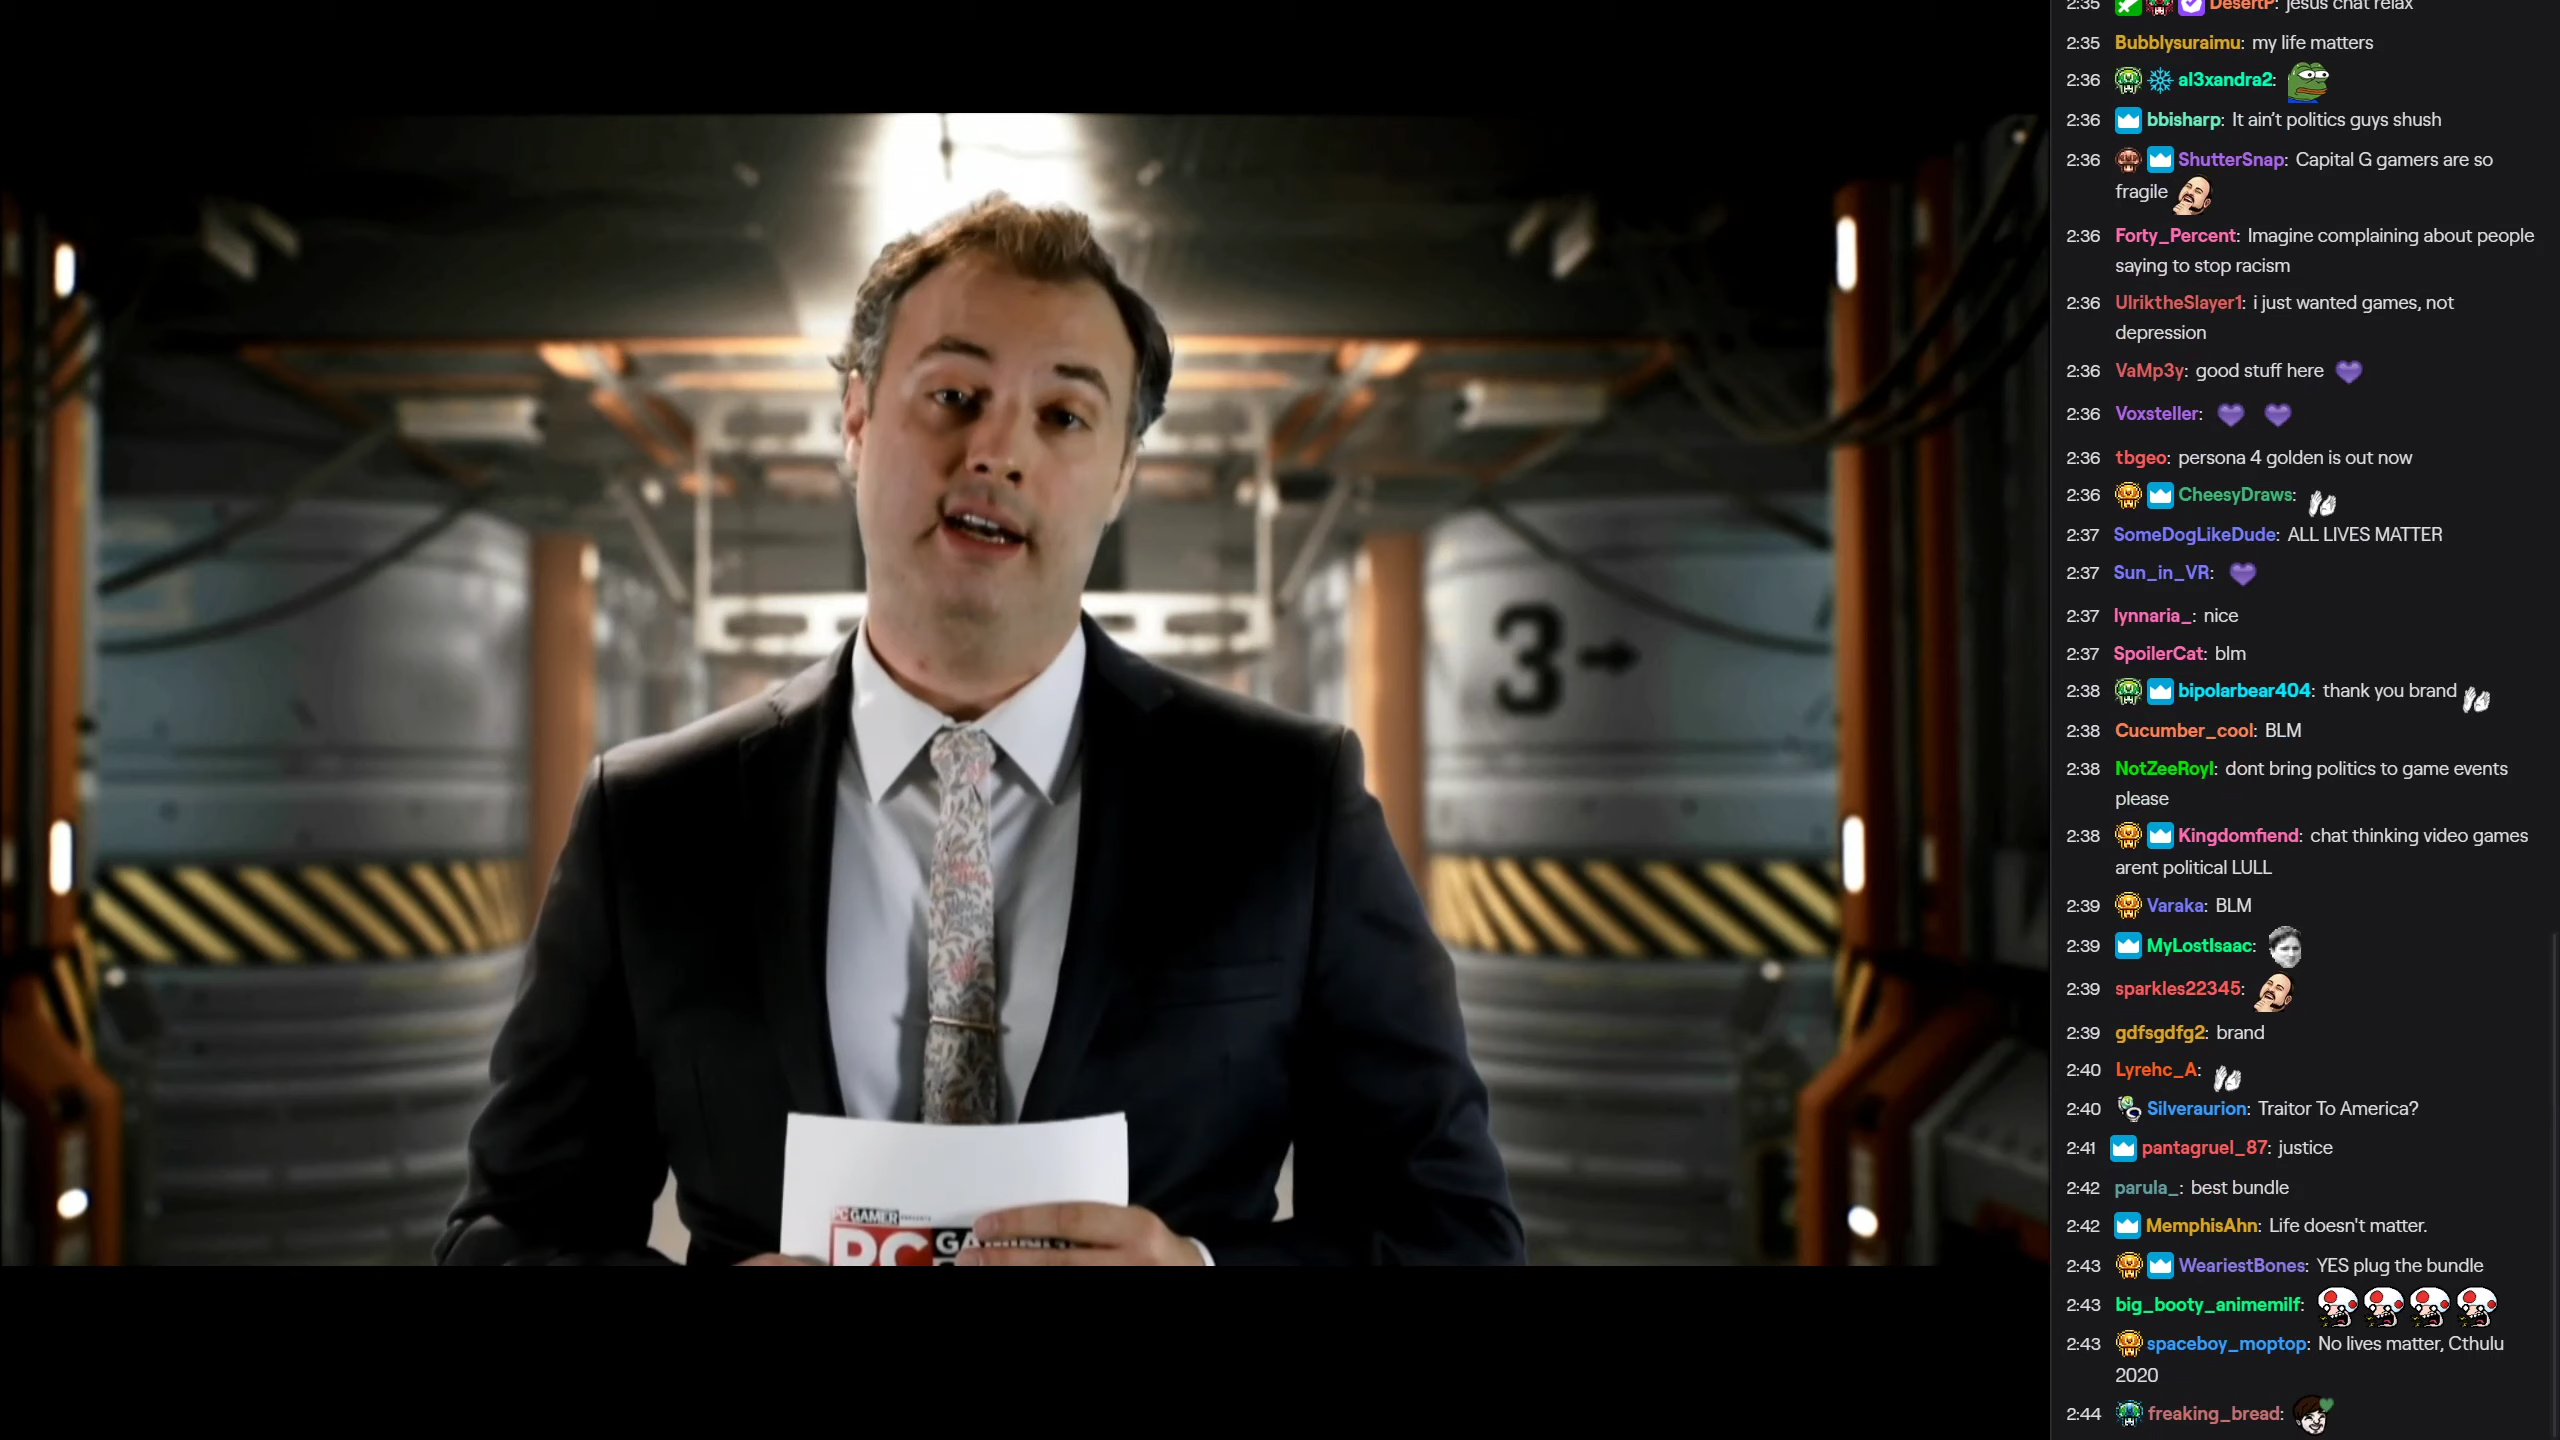 2:35 DesertP: jesus chat relax
2:35 Bubblysuraimu: my life matters
2:36 al3xandra2:
2:36 bbisharp: It ain't politics guys shush
2:36 ShutterSnap: Capital G gamers are so
fragile
2:36 Forty_Percent: Imagine complaining about people
saying to stop racism
2:36 UlriktheSlayer1: i just wanted games, not
depression
2:36 VaMp3y: good stuff here
2:36 Voxsteller:
2:36 tbgeo: persona 4 golden is out now
2:36 CheesyDraws:
2:37 SomeDogLikeDude: ALL LIVES MATTER
2:37 Sun_in_VR:
2:37 lynnaria_: nice
2:37 SpoilerCat: blm
2:38 bipolarbear404: thank you brand
2:38 Cucumber_cool: BLM
2:38 NotZeeRoyl: dont bring politics to game events
please
2:38 Kingdomfiend: chat thinking video games
arent political LULL
2:39 Varaka: BLM
2:39 MyLostIsaac:
2:39 sparkles22345:
2:39 gdfsgdfg2: brand
2:40 Lyrehc_A:
2:40 Silveraurion: Traitor To America?
2:41 pantagruel_87: justice
2:42 parula_: best bundle
2:42 MemphisAhn: Life doesn't matter.
2:43 WeariestBones: YES plug the bundle
2:43 big_booty_animemilf:
2:43 spaceboy_moptop: No lives matter, Cthulu
2020
2:44 freaking_bread:
3
PC GAMER
PC